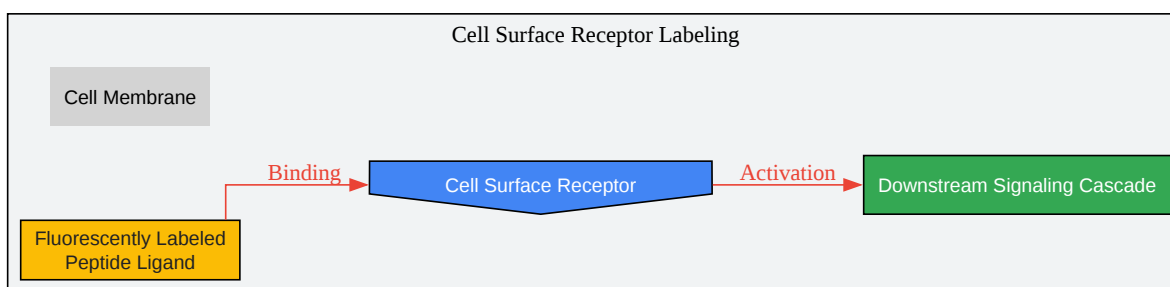 Cell Surface Receptor Labeling
Cell Membrane
Binding
Cell Surface Receptor
Activation
Downstream Signaling Cascade
Fluorescently Labeled
Peptide Ligand